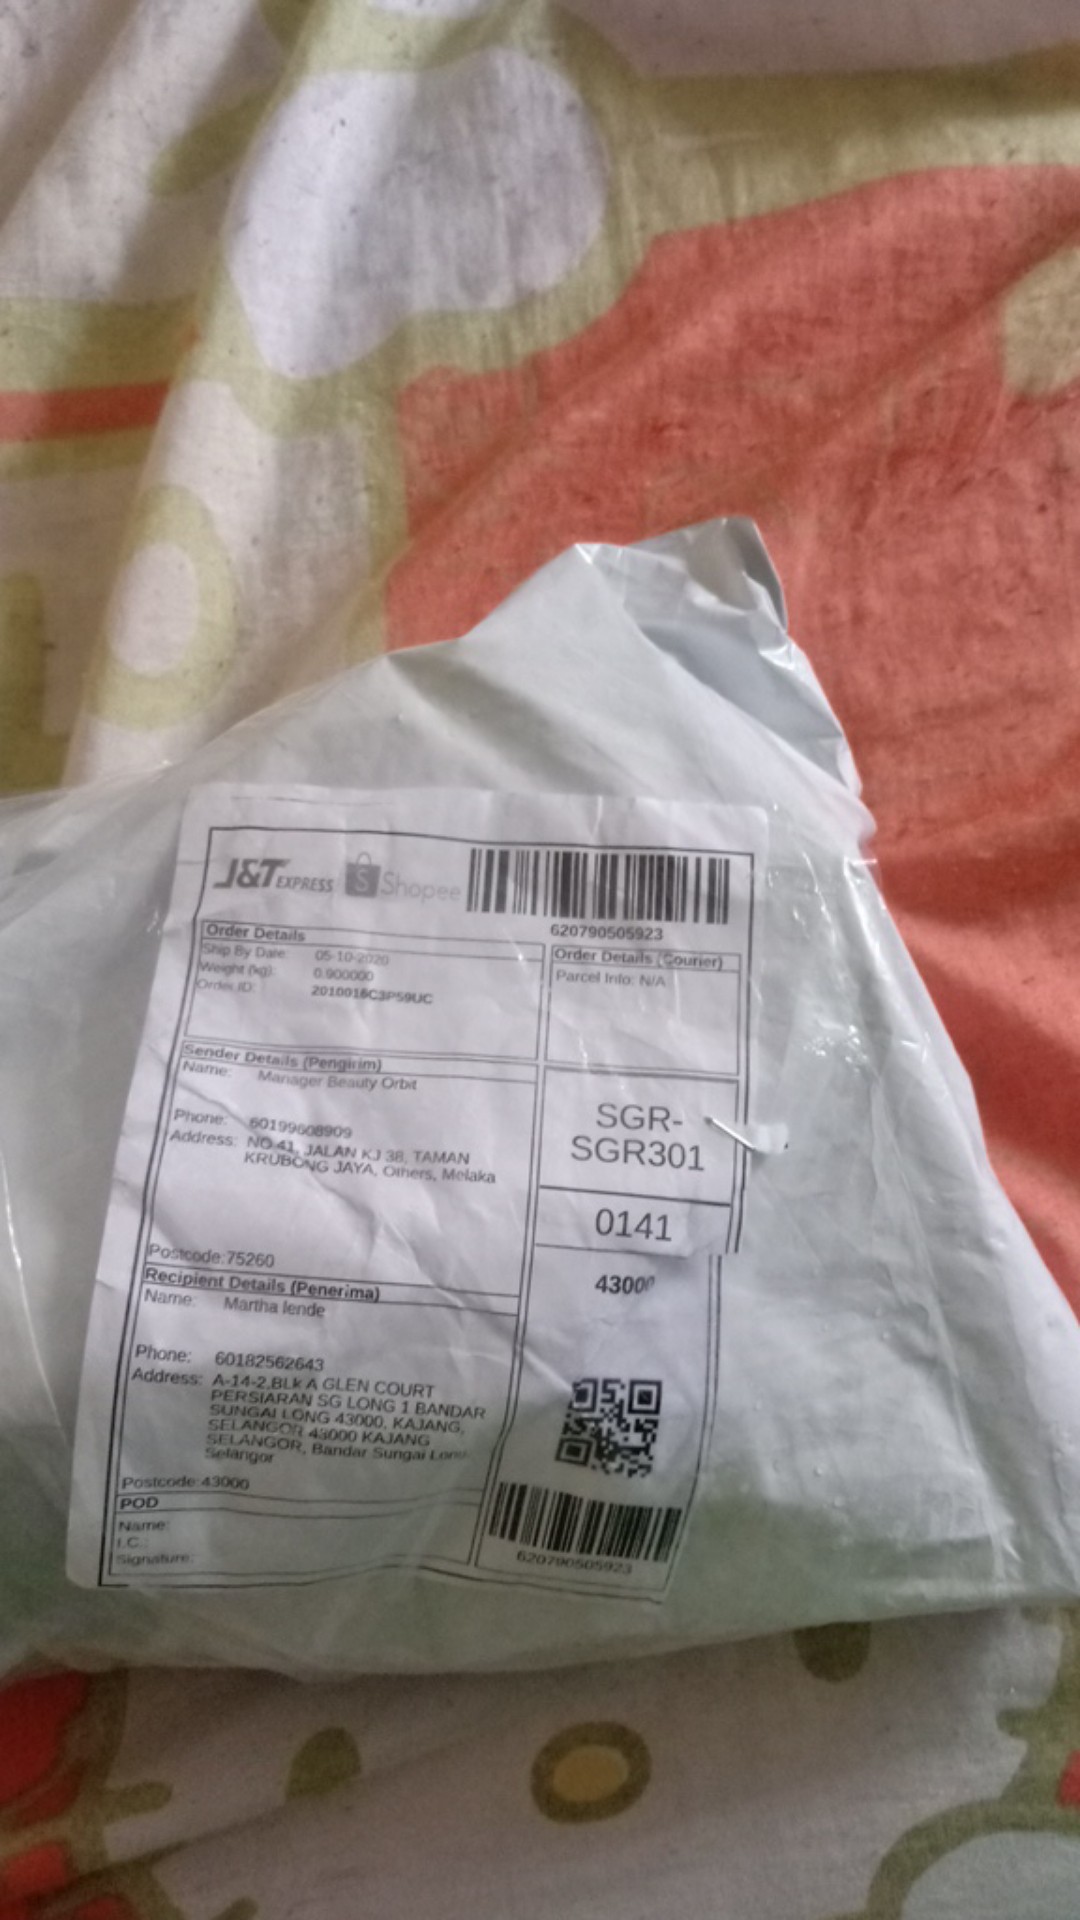 J&T EXPRESS Shopee
620790505923
Order Details
Ship By Date: 05-10-2020
Weight (kg): 0.900000
Order ID: 2010016C3P59UC
Order Details (Courier)
Parcel Info: N/A
Sender Details (Pengirim)
Name: Manager Beauty Orbit
Phone: 60199608909
Address: NO 41, JALAN KJ 38, TAMAN
KRUBONG JAYA, Others, Melaka
Postcode:75260
SGR-
SGR301
0141
43000
Recipient Details (Penerima)
Name: Martha lende
Phone: 60182562643
Address: A-14-2,BLk A GLEN COURT
PERSIARAN SG LONG 1 BANDAR
SUNGAI LONG 43000, KAJANG,
SELANGOR 43000 KAJANG
SELANGOR, Bandar Sungai Long
Selangor
Postcode:43000
POD
Name:
I.C.:
Signature:
620790505923